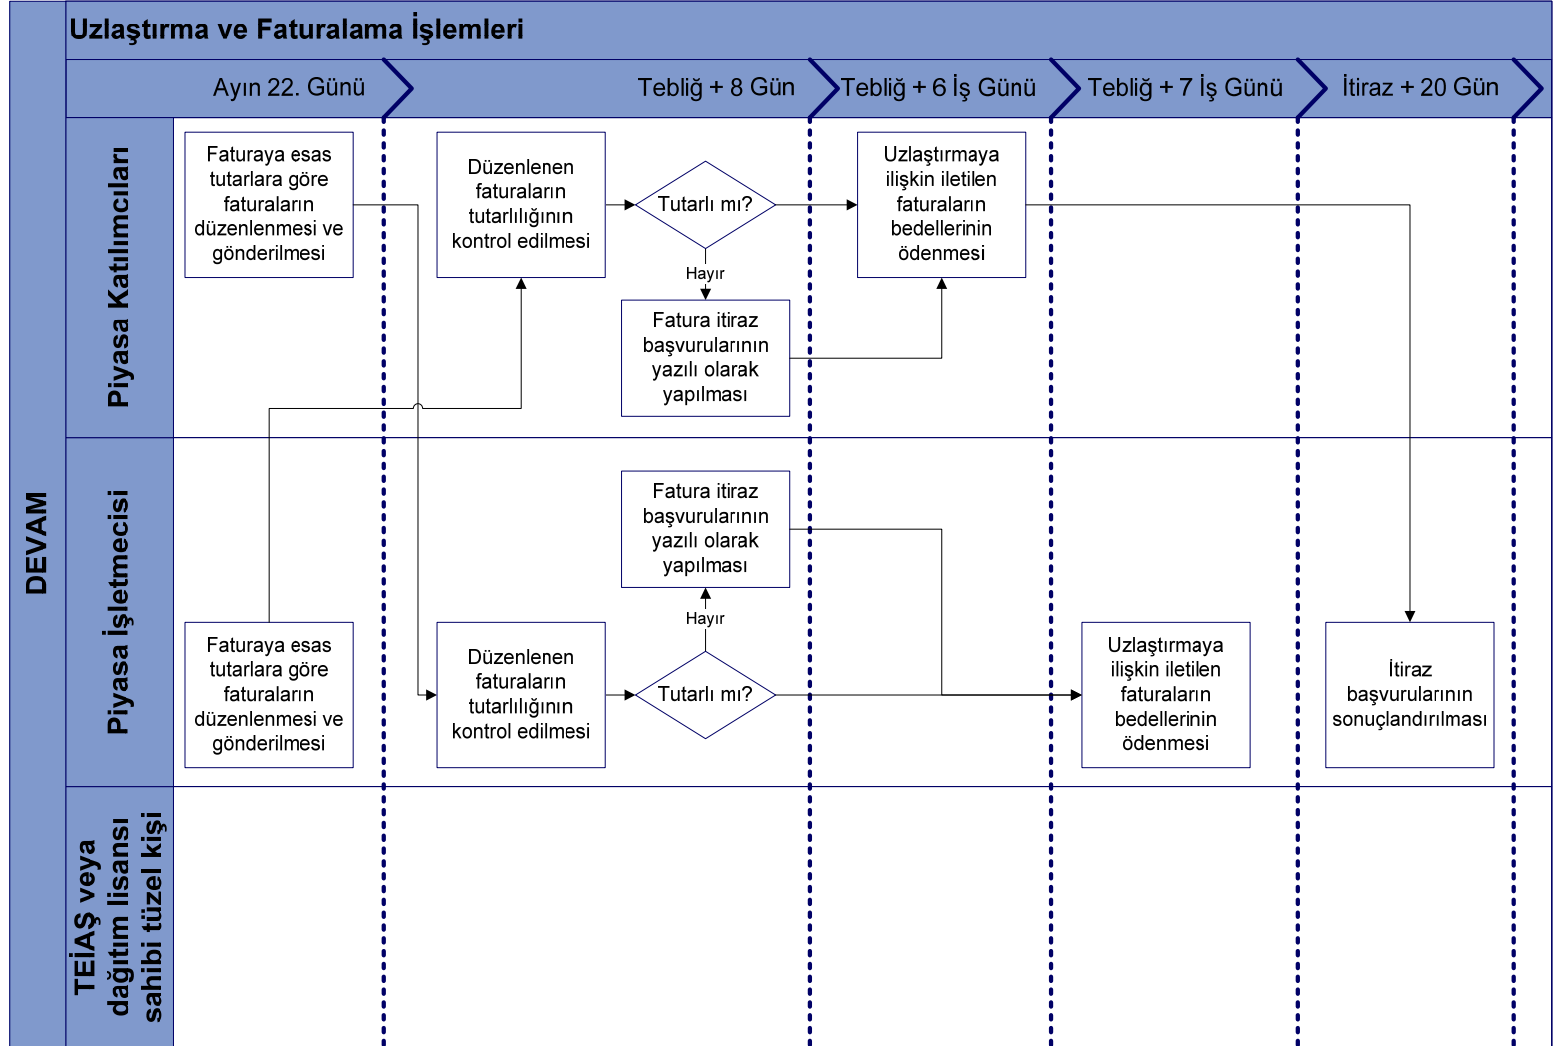 Uzlaştırma ve Faturalama İşlemleri
Ayın 22. Günü
Tebliğ + 8 Gün
Tebliğ + 6 İş Günü
Tebliğ + 7 İş Günü
İtiraz + 20 Gün
DEVAM
Piyasa Katılımcıları
Faturaya esas
tutarlara göre
faturaların
düzenlenmesi ve
gönderilmesi
Düzenlenen
faturaların
tutarlılığının
kontrol edilmesi
Tutarlı mı?
Hayır
Fatura itiraz
başvurularının
yazılı olarak
yapılması
Uzlaştırmaya
ilişkin iletilen
faturaların
bedellerinin
ödenmesi
Piyasa İşletmecisi
Faturaya esas
tutarlara göre
faturaların
düzenlenmesi ve
gönderilmesi
Düzenlenen
faturaların
tutarlılığının
kontrol edilmesi
Fatura itiraz
başvurularının
yazılı olarak
yapılması
Hayır
Tutarlı mı?
Uzlaştırmaya
ilişkin iletilen
faturaların
bedellerinin
ödenmesi
İtiraz
başvurularının
sonuçlandırılması
TEİAŞ veya
dağıtım lisansı
sahibi tüzel kişi